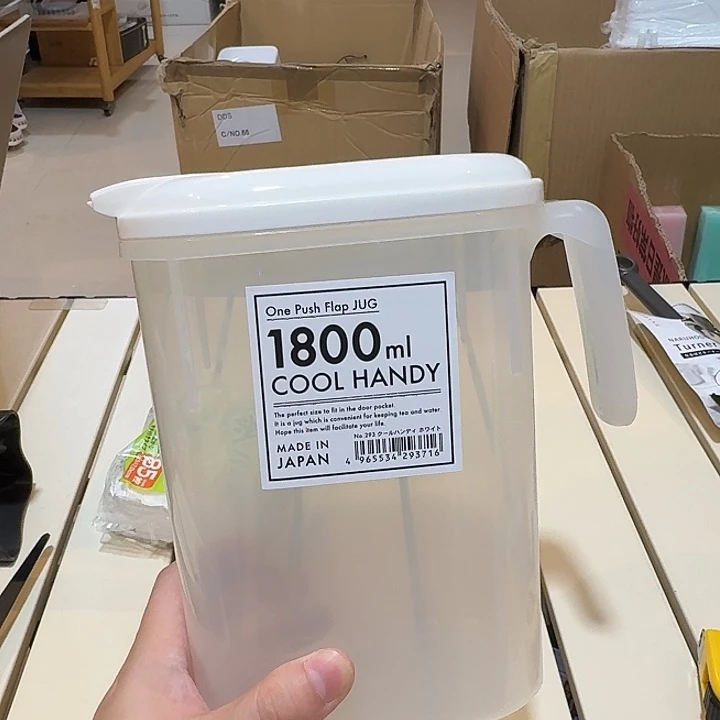 DDS
C/NO.66
One Push Flap JUG
1800ml
COOL HANDY
The perfect size to fit in the door pocket.
It is a jug which is convenient for keeping tea and water
Hope this item will facilitate your life.
MADE IN
JAPAN
No.293 クールハンディ ホワイト
4 965534 293716
Turner